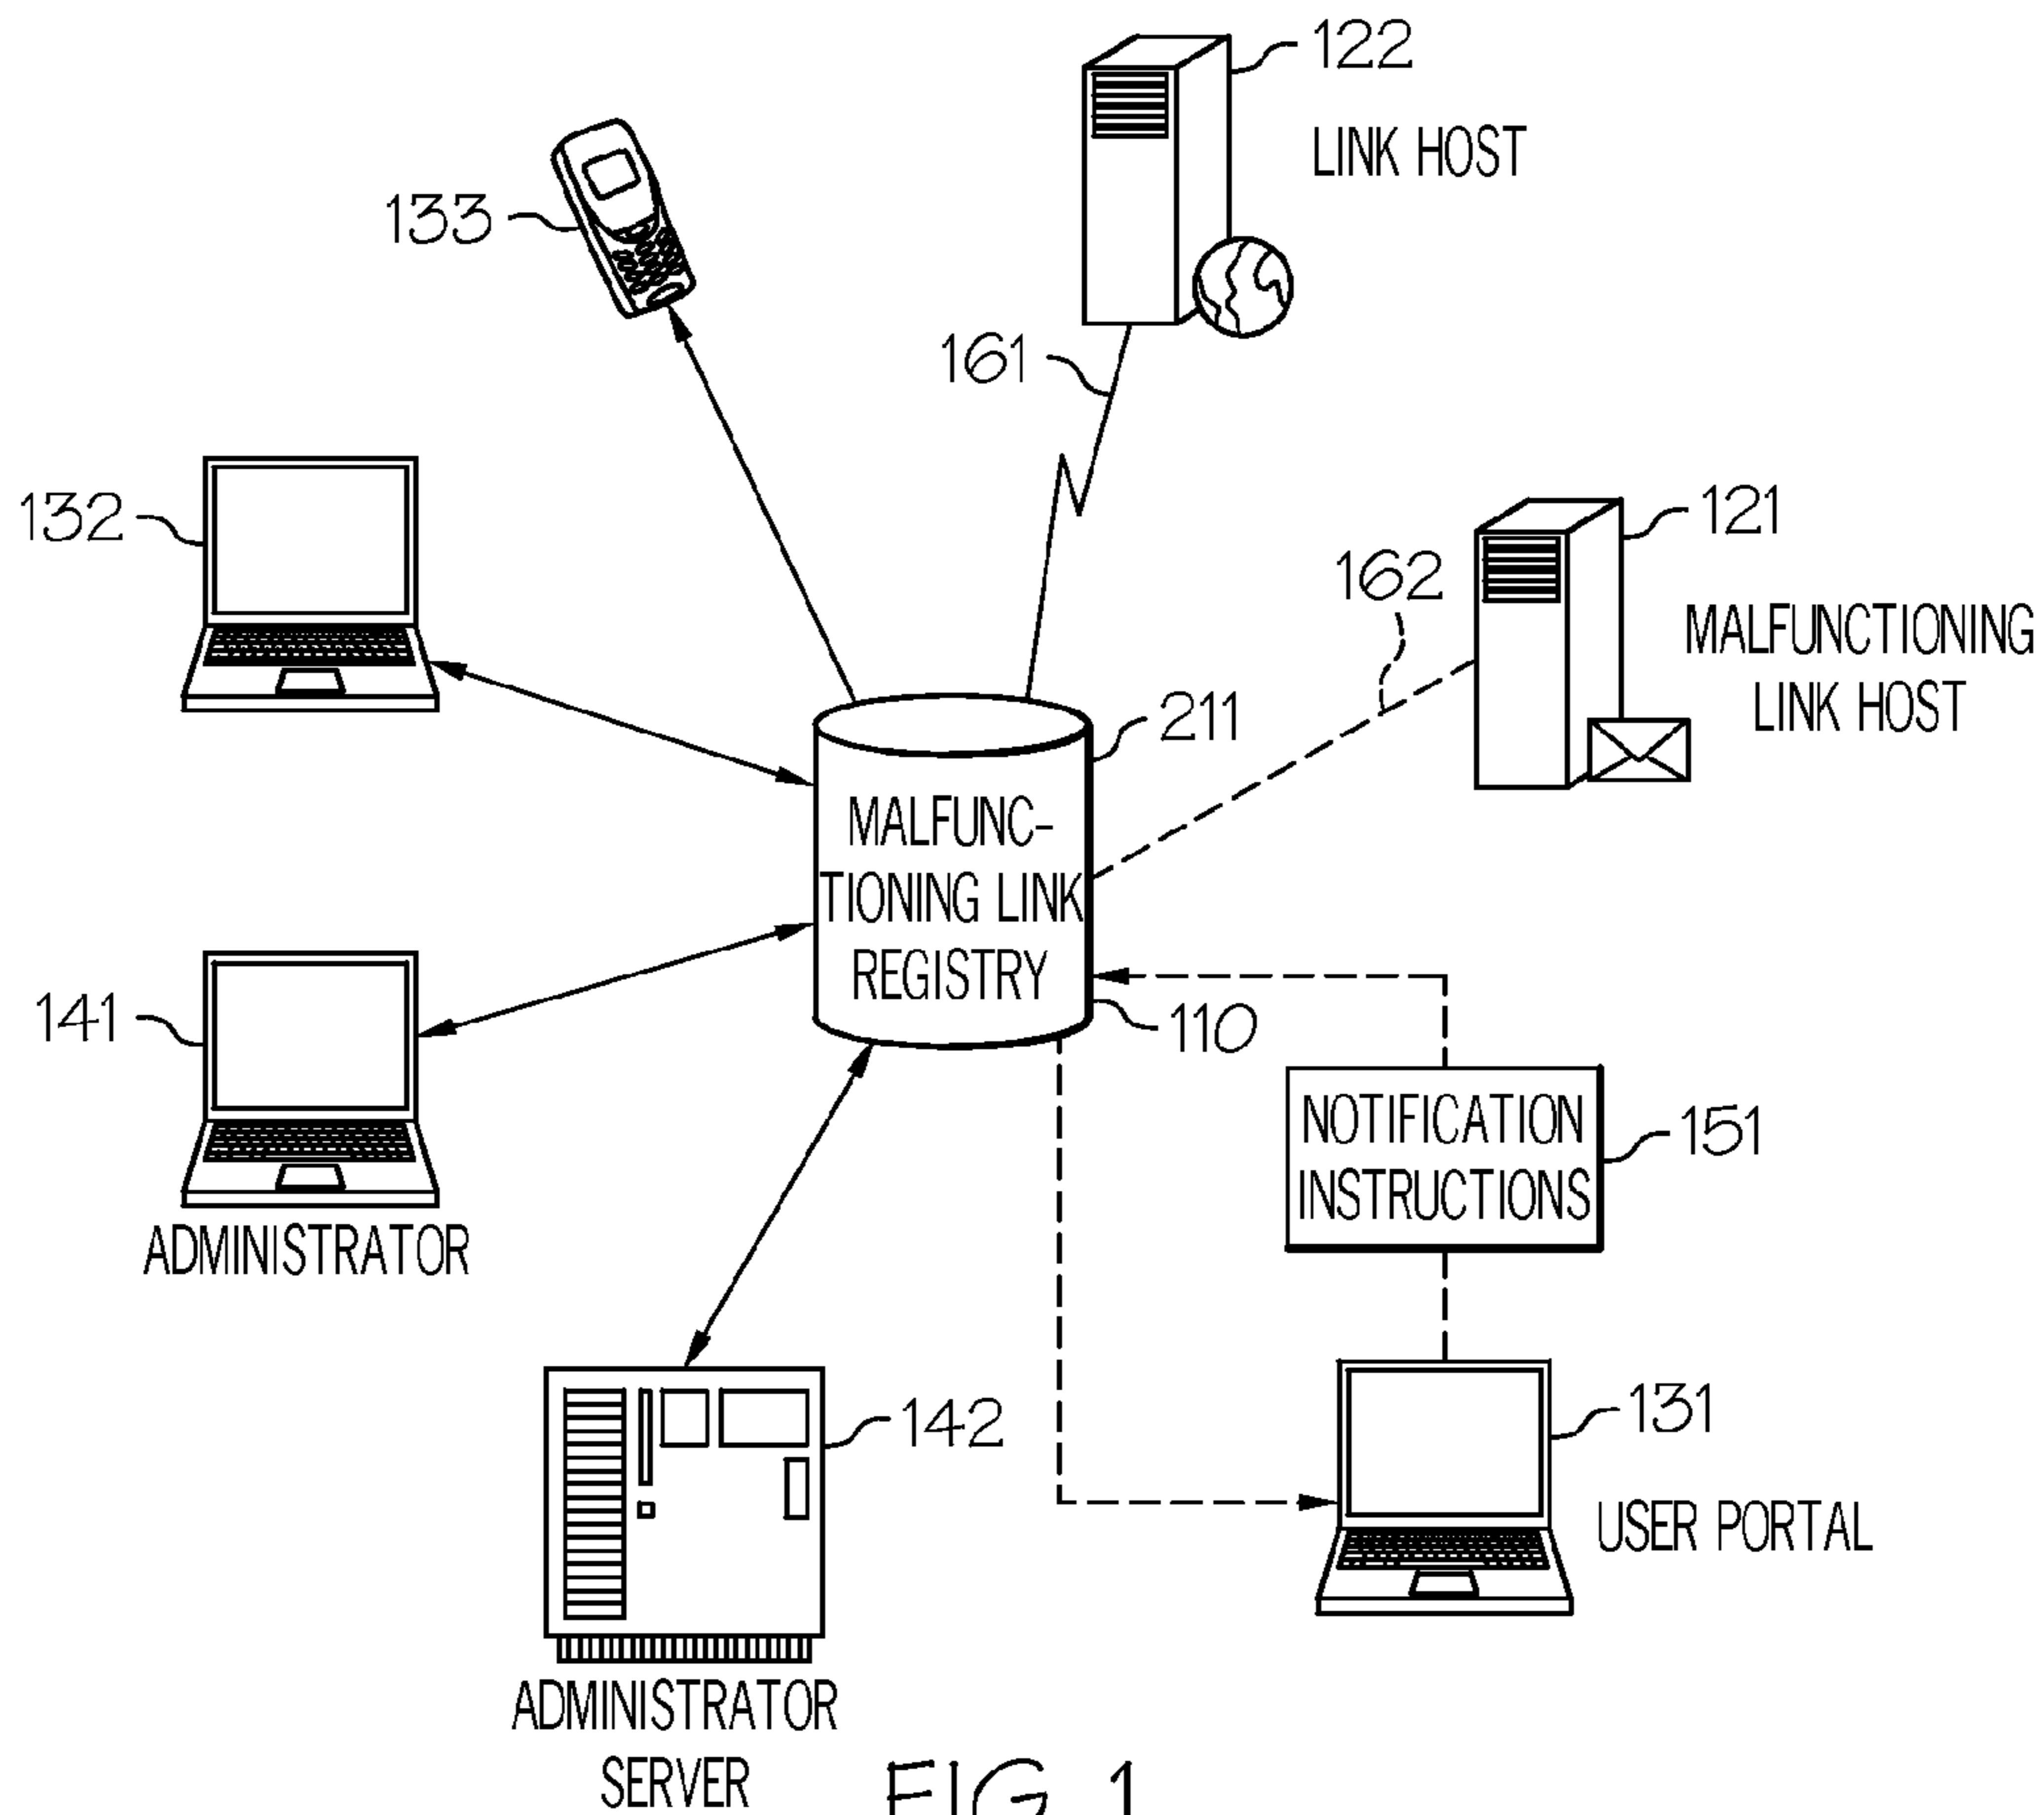 122
LINK HOST
133
161
132
121
162
MALFUNCTIONING
LINK HOST
211
MALFUNC-
TIONING LINK
REGISTRY
141
110
ADMINISTRATOR
NOTIFICATION
INSTRUCTIONS
151
142
131
USER PORTAL
ADMINISTRATOR
SERVER
FIG. 1